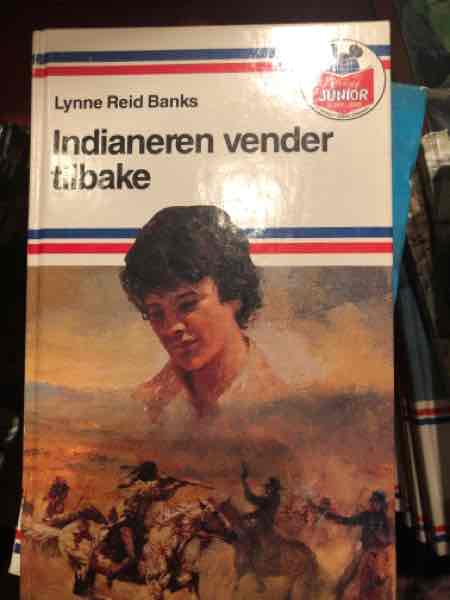 Lynne Reid Banks
Indianeren vender
tilbake
JUNIOR